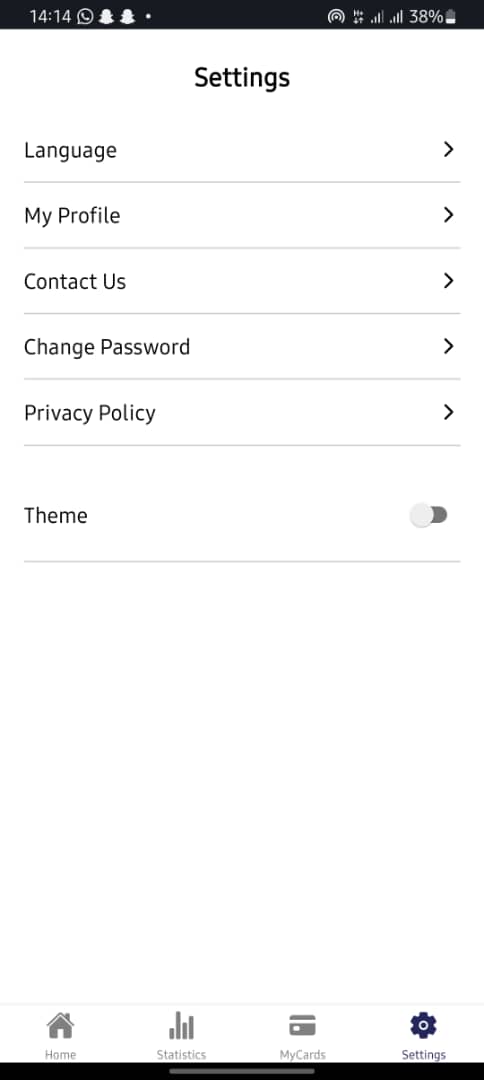 14:14 38%
Settings
Language
My Profile
Contact Us
Change Password
Privacy Policy
Theme
Home Statistics MyCards Settings